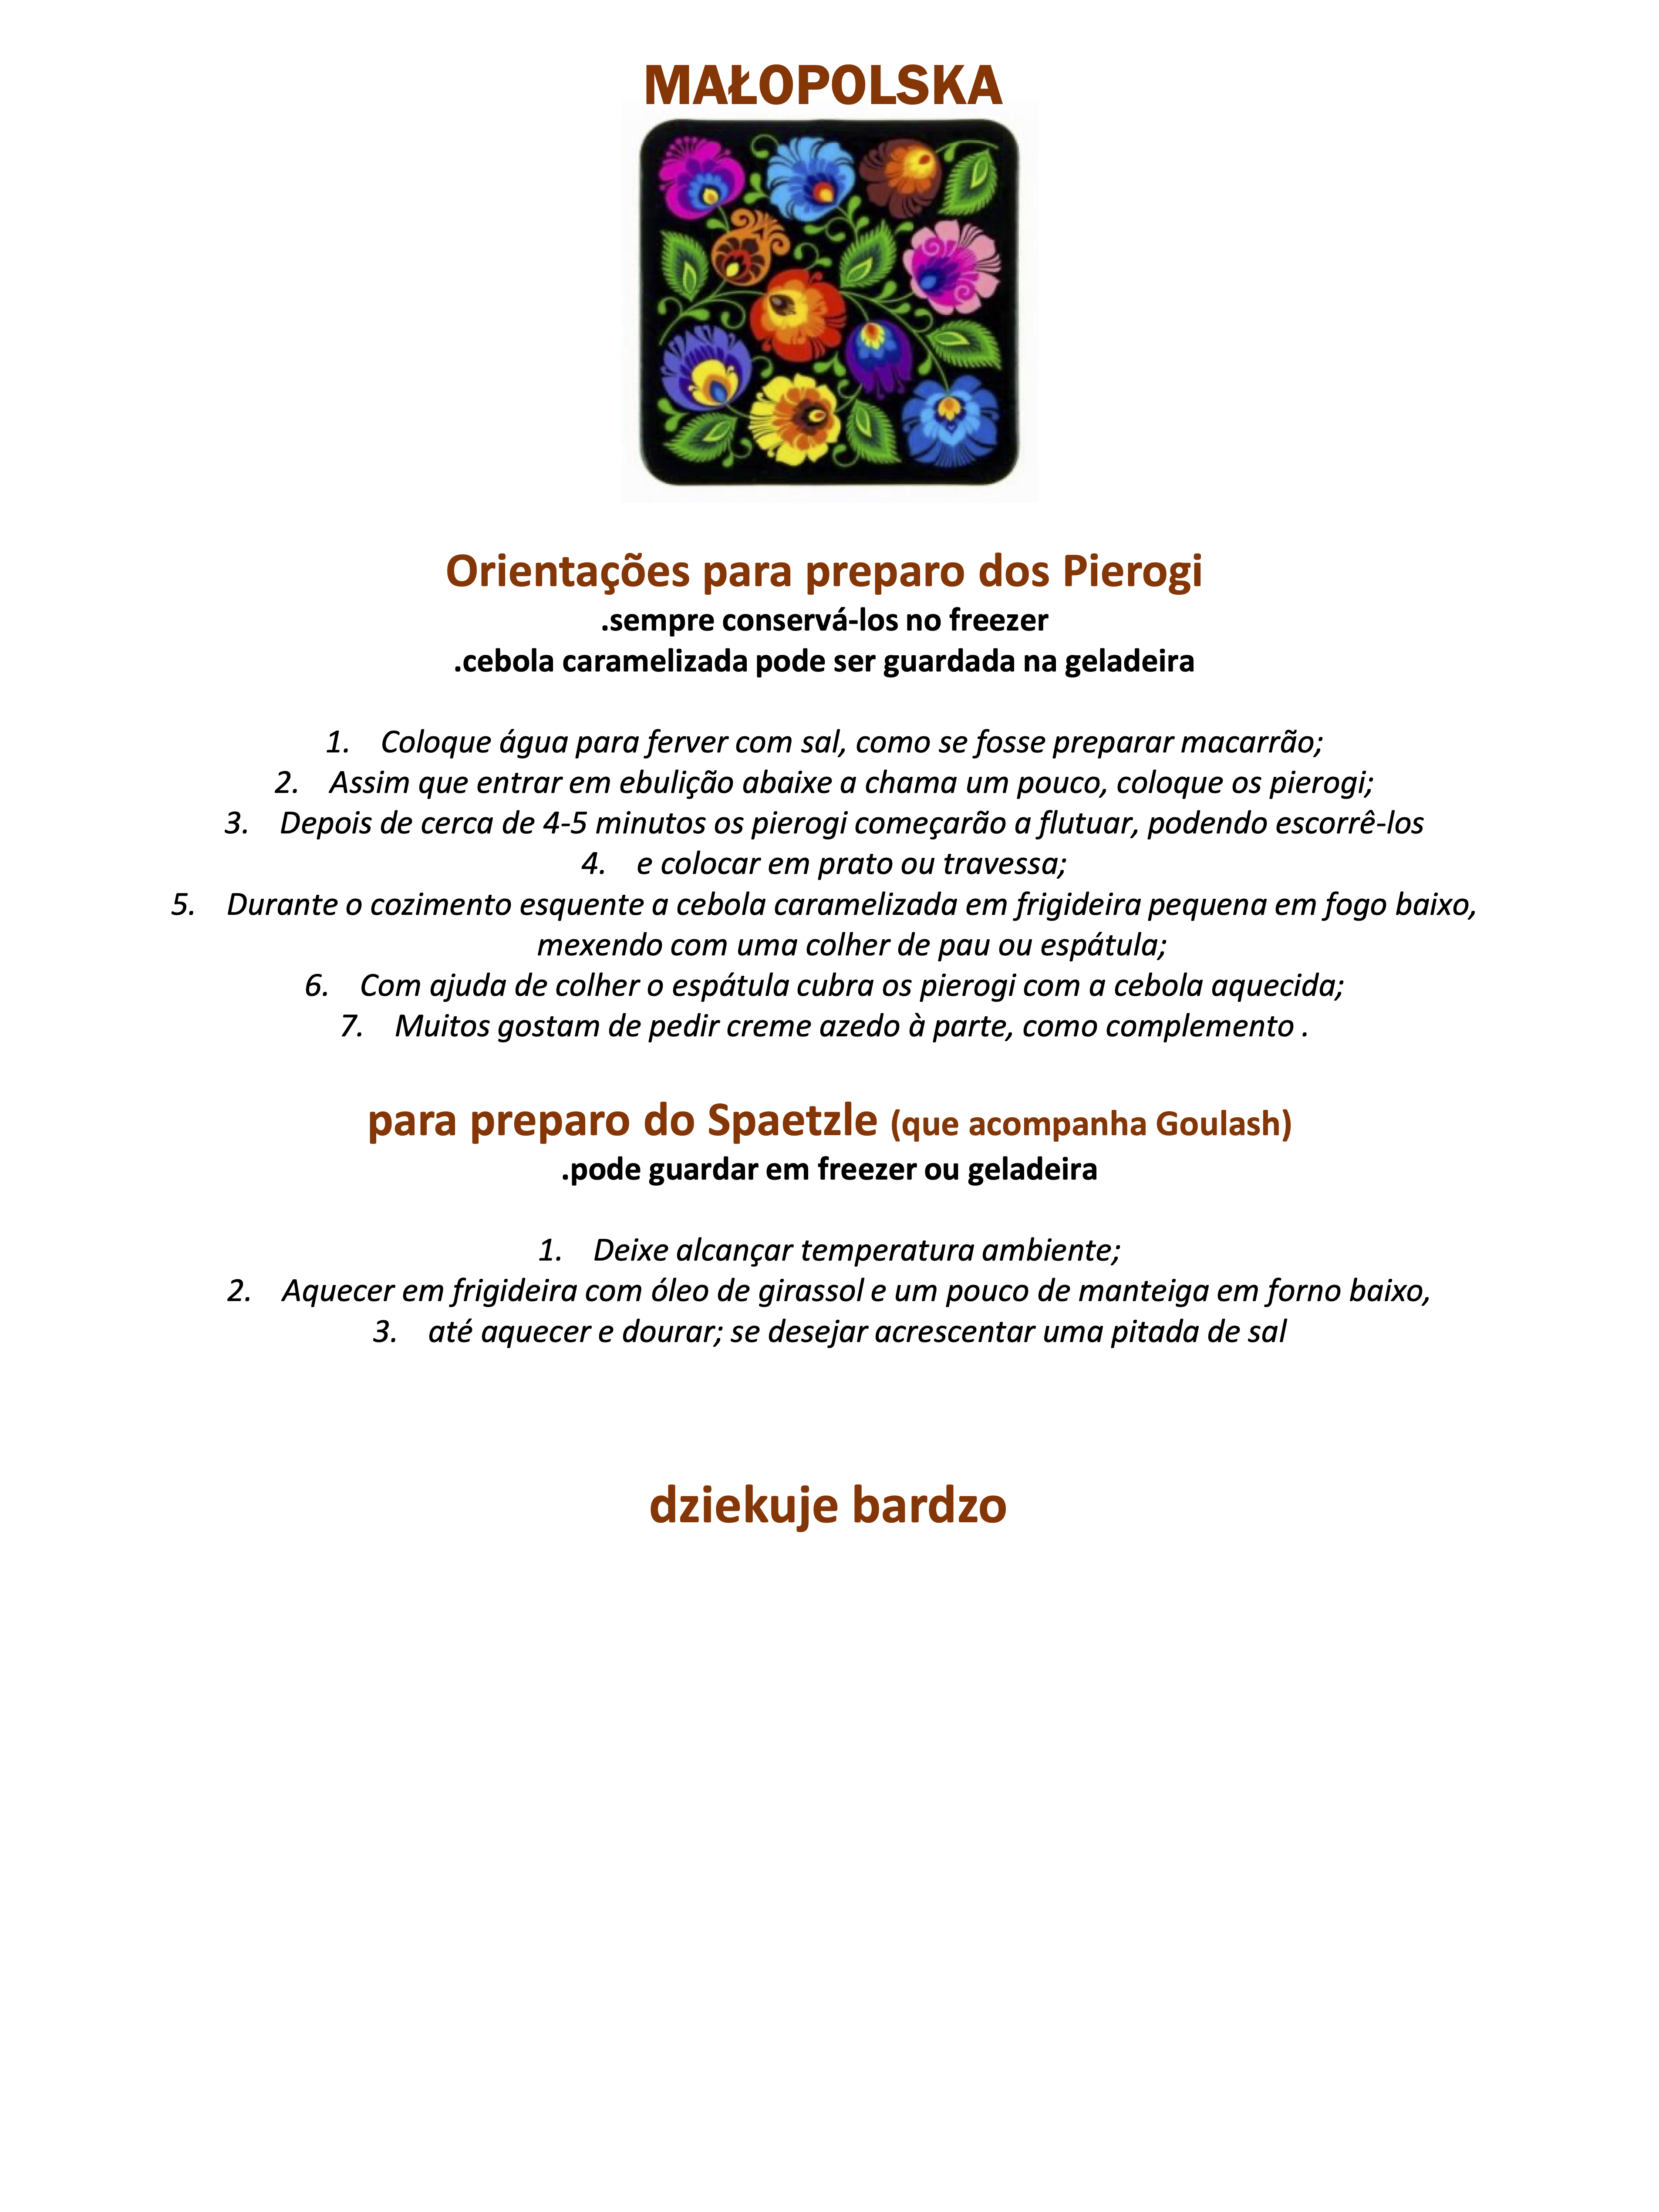 MAŁOPOLSKA
Orientações para preparo dos Pierogi
.sempre conservá-los no freezer
.cebola caramelizada pode ser guardada na geladeira
1. Coloque água para ferver com sal, como se fosse preparar macarrão;
2. Assim que entrar em ebulição abaixe a chama um pouco, coloque os pierogi;
3. Depois de cerca de 4-5 minutos os pierogi começarão a flutuar, podendo escorrê-los
4. e colocar em prato ou travessa;
5. Durante o cozimento esquente a cebola caramelizada em frigideira pequena em fogo baixo,
mexendo com uma colher de pau ou espátula;
6. Com ajuda de colher o espátula cubra os pierogi com a cebola aquecida;
7. Muitos gostam de pedir creme azedo à parte, como complemento .
para preparo do Spaetzle (que acompanha Goulash)
.pode guardar em freezer ou geladeira
1. Deixe alcançar temperatura ambiente;
2. Aquecer em frigideira com óleo de girassol e um pouco de manteiga em forno baixo,
3. até aquecer e dourar; se desejar acrescentar uma pitada de sal
dziekuje bardzo